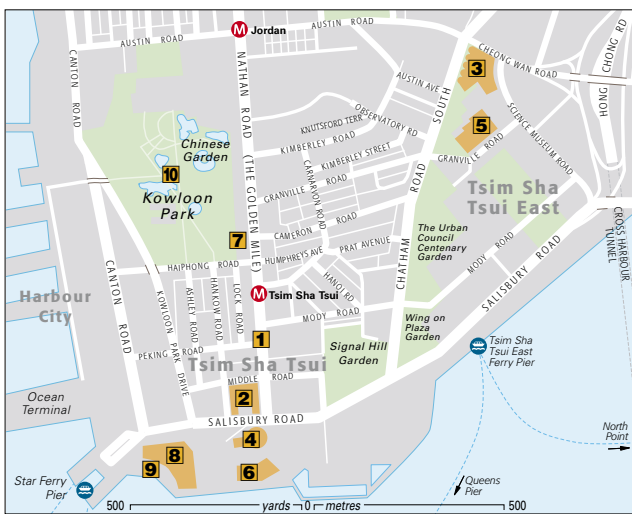 AUSTIN ROAD
M Jordan
AUSTIN ROAD
CHEONG WAN ROAD
HONG CHONG RD
CANTON ROAD
NATHAN ROAD (THE GOLDEN MILE)
3
AUSTIN AVE
SOUTH
KNUTSFORD TERR
OBSERVATORY RD
5
SCIENCE MUSEUM ROAD
Chinese
Garden
KIMBERLEY ROAD
KIMBERLEY STREET
GRANVILLE ROAD
10
Kowloon
Park
GRANVILLE ROAD
CARNARVON ROAD
Tsim Sha
Tsui East
7
CAMERON ROAD
The Urban
Council
Centenary
Garden
CHATHAM ROAD
MODY ROAD
CROSS HARBOUR
TUNNEL
HAIPHONG ROAD
HUMPHREYS AVE
PRAT AVENUE
SALISBURY ROAD
Harbour
City
CANTON ROAD
KOWLOON PARK DRIVE
ASHLEY ROAD
HANKOW ROAD
LOCK ROAD
M Tsim Sha Tsui
HANOI RD
MODY ROAD
Wing on
Plaza
Garden
1
PEKING ROAD
Tsim Sha Tsui
Signal Hill
Garden
Tsim Sha
Tsui East
Ferry Pier
MIDDLE ROAD
2
Ocean
Terminal
SALISBURY ROAD
4
North
Point
8
9
6
Star Ferry
Pier
Queens
Pier
500 yards 0 metres 500